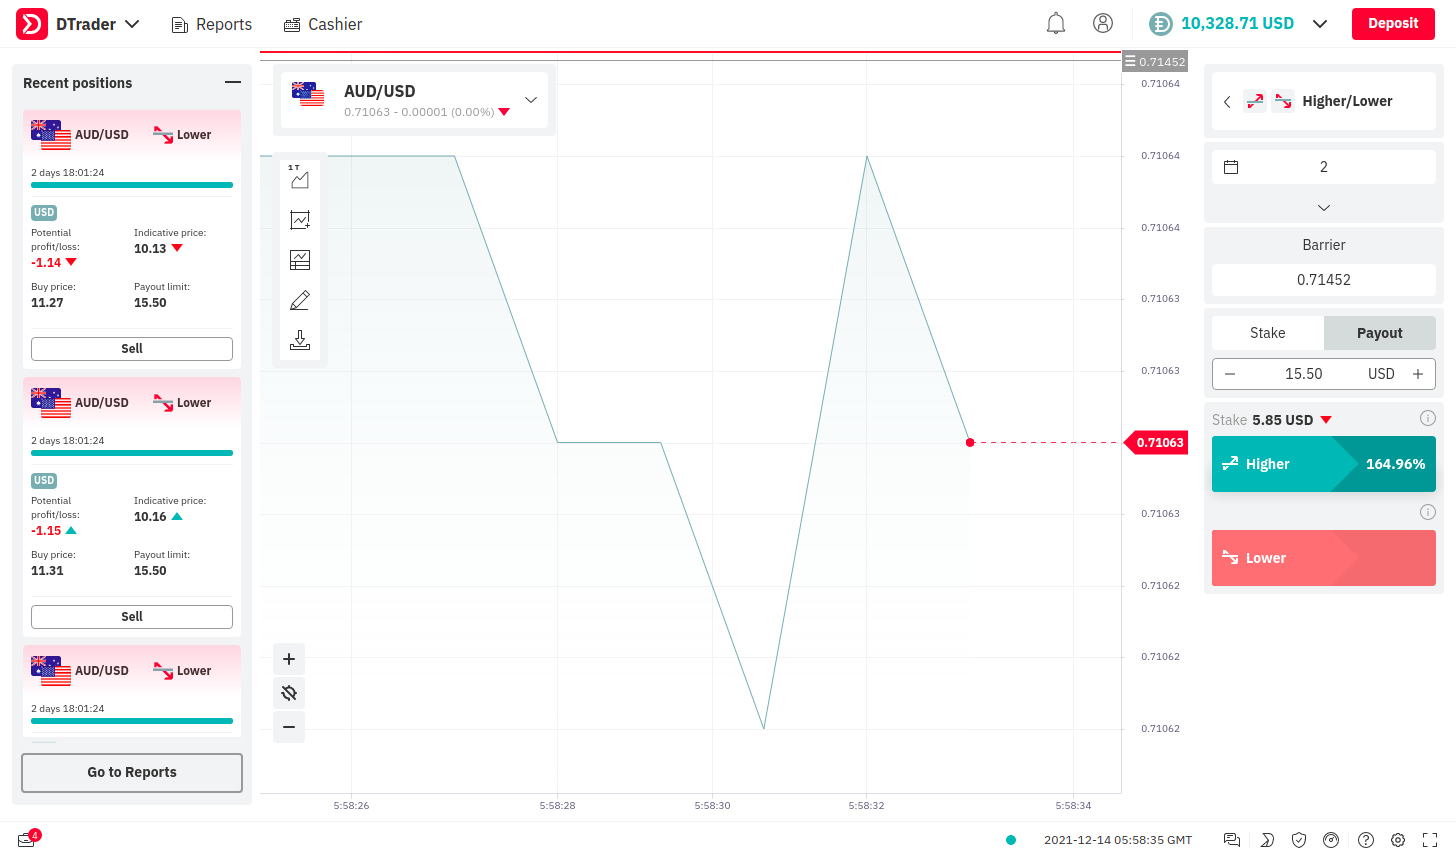 DTrader
Reports
Cashier
10,328.71 USD
Deposit
Recent positions
AUD/USD
Lower
2 days 18:01:24
USD
Potential profit/loss:
Indicative price:
-1.14
10.13
Buy price:
Payout limit:
11.27
15.50
Sell
AUD/USD
Lower
2 days 18:01:24
USD
Potential profit/loss:
Indicative price:
-1.15
10.16
Buy price:
Payout limit:
11.31
15.50
Sell
AUD/USD
Lower
2 days 18:01:24
Go to Reports
4
AUD/USD
0.71063 - 0.00001 (0.00%)
1 T
0.71452
0.71064
0.71064
0.71064
0.71063
0.71063
0.71063
0.71063
0.71062
0.71062
0.71062
5:58:26
5:58:28
5:58:30
5:58:32
5:58:34
Higher/Lower
2
Barrier
0.71452
Stake
Payout
15.50
USD
Stake 5.85 USD
Higher
164.96%
Lower
2021-12-14 05:58:35 GMT